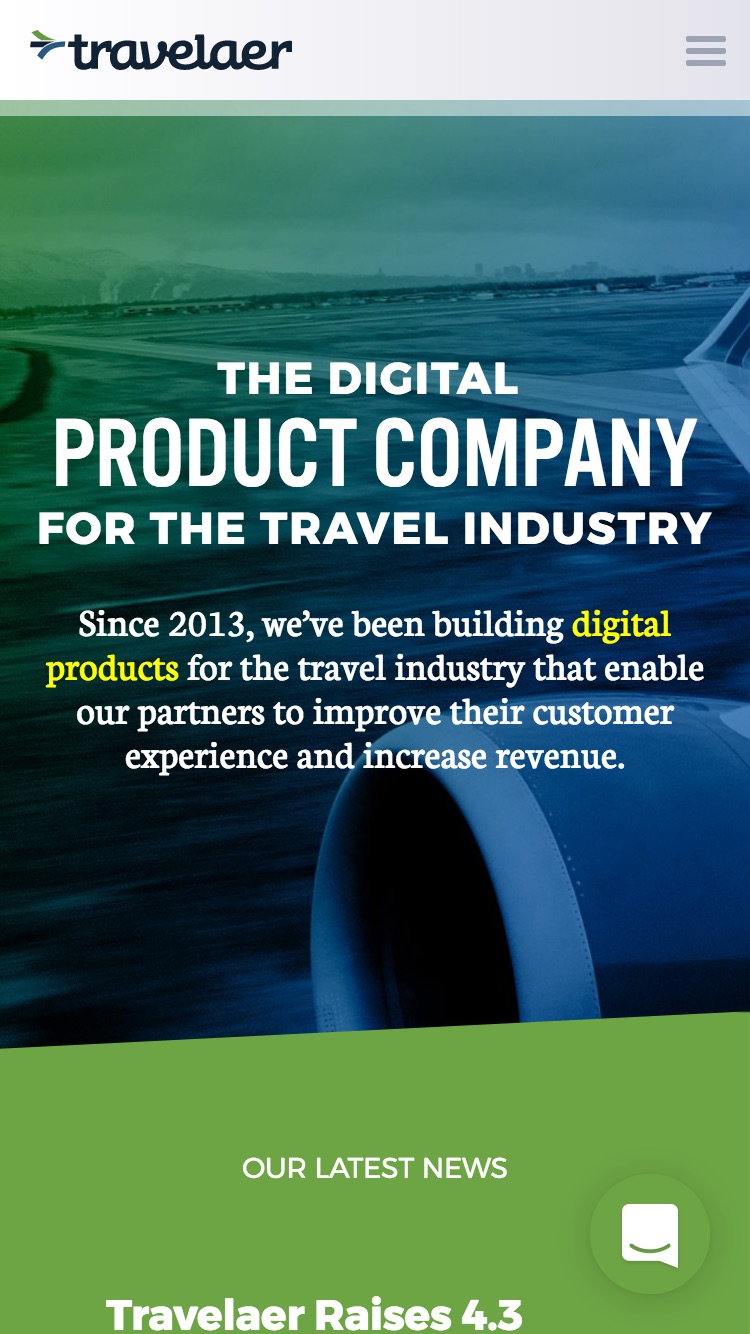 travelaer
THE DIGITAL
PRODUCT COMPANY
FOR THE TRAVEL INDUSTRY
Since 2013, we’ve been building digital
products for the travel industry that enable
our partners to improve their customer
experience and increase revenue.
OUR LATEST NEWS
Travelaer Raises 4.3